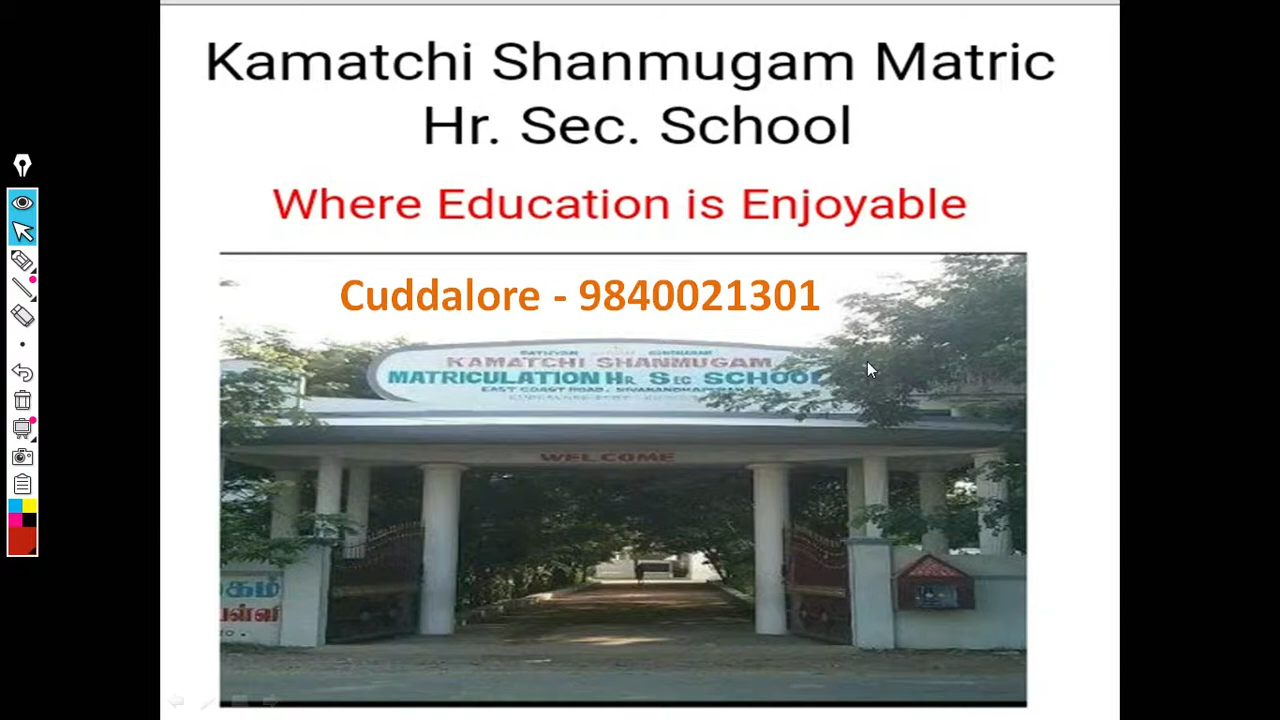 Kamatchi Shanmugam Matric
Hr. Sec. School
Where Education is Enjoyable
Cuddalore - 9840021301
KAMATCHI SHANMUGAM
MATRICULATION HR SEC SCHOOL
EAST COAST ROAD
WELCOME